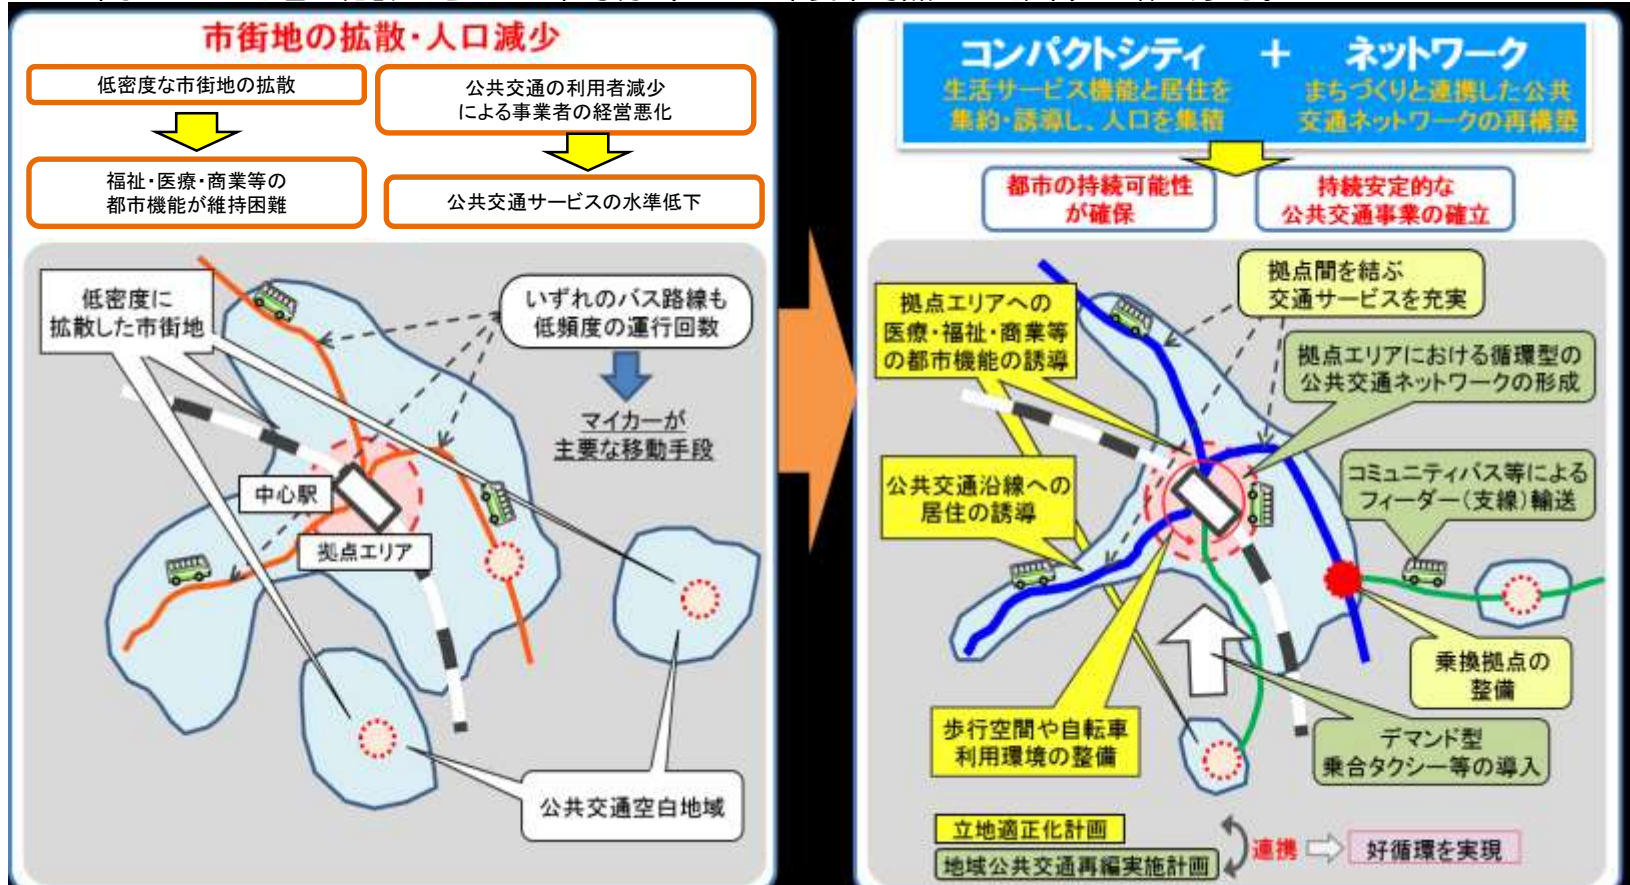 市街地の拡散・人口減少
低密度な市街地の拡散
公共交通の利用者減少
による事業者の経営悪化
福祉・医療・商業等の
都市機能が維持困難
公共交通サービスの水準低下
低密度に
拡散した市街地
いずれのバス路線も
低頻度の運行回数
マイカーが
主要な移動手段
中心駅
拠点エリア
公共交通空白地域
コンパクトシティ + ネットワーク
生活サービス機能と居住を
集約・誘導し、人口を集積
まちづくりと連携した公共
交通ネットワークの再構築
都市の持続可能性
が確保
持続安定的な
公共交通事業の確立
拠点エリアへの
医療・福祉・商業等
の都市機能の誘導
拠点間を結ぶ
交通サービスを充実
拠点エリアにおける循環型の
公共交通ネットワークの形成
公共交通沿線への
居住の誘導
コミュニティバス等による
フィーダー(支線)輸送
乗換拠点の
整備
歩行空間や自転車
利用環境の整備
デマンド型
乗合タクシー等の導入
立地適正化計画
地域公共交通再編実施計画
連携
好循環を実現